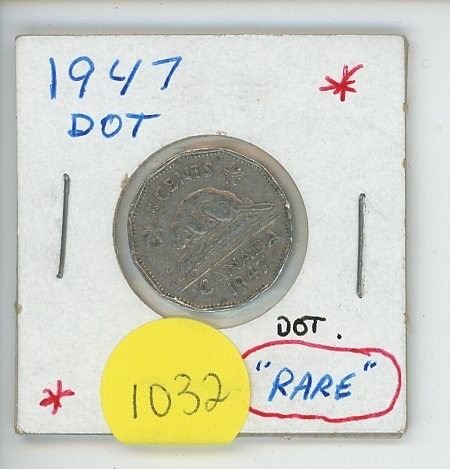 1947 *
DOT
5 CENTS
CANADA
1947
DOT.
"RARE"
*
1032